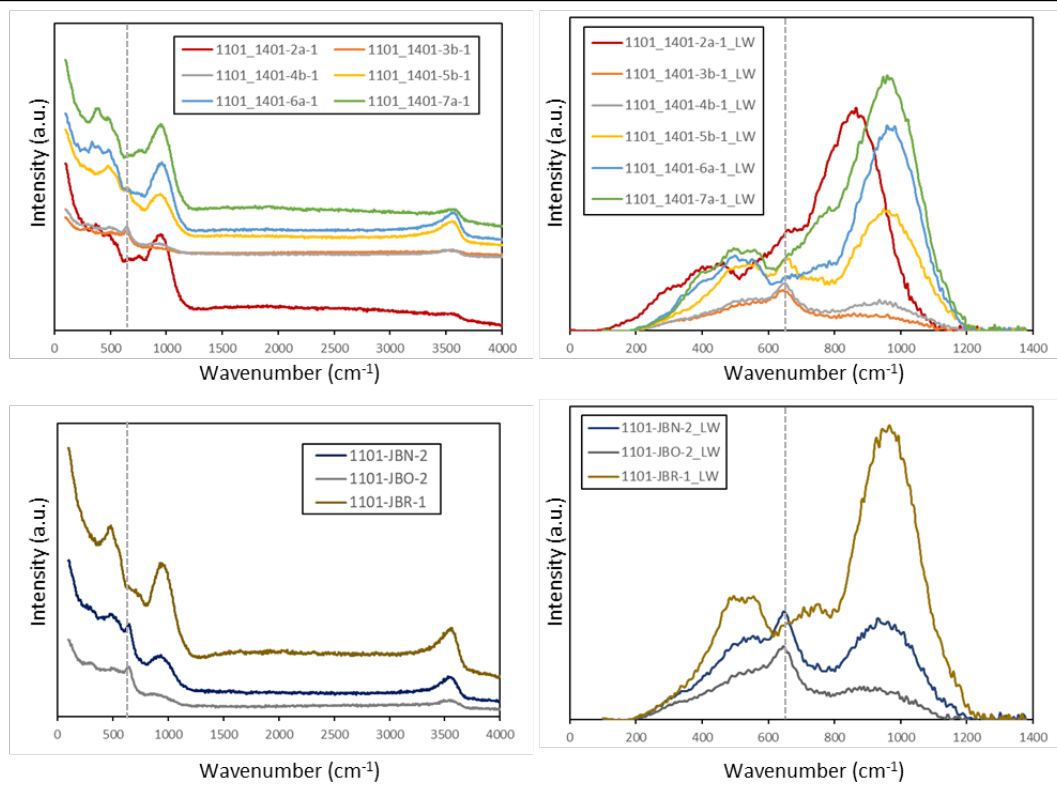 1101_1401-2a-1 1101_1401-3b-1
1101_1401-4b-1 1101_1401-5b-1
1101_1401-6a-1 1101_1401-7a-1
Intensity (a.u.)
0 500 1000 1500 2000 2500 3000 3500 4000
Wavenumber (cm⁻¹)
1101_1401-2a-1_LW
1101_1401-3b-1_LW
1101_1401-4b-1_LW
1101_1401-5b-1_LW
1101_1401-6a-1_LW
1101_1401-7a-1_LW
Intensity (a.u.)
0 200 400 600 800 1000 1200 1400
Wavenumber (cm⁻¹)
1101-JBN-2
1101-JBO-2
1101-JBR-1
Intensity (a.u.)
0 500 1000 1500 2000 2500 3000 3500 4000
Wavenumber (cm⁻¹)
1101-JBN-2_LW
1101-JBO-2_LW
1101-JBR-1_LW
Intensity (a.u.)
0 200 400 600 800 1000 1200 1400
Wavenumber (cm⁻¹)